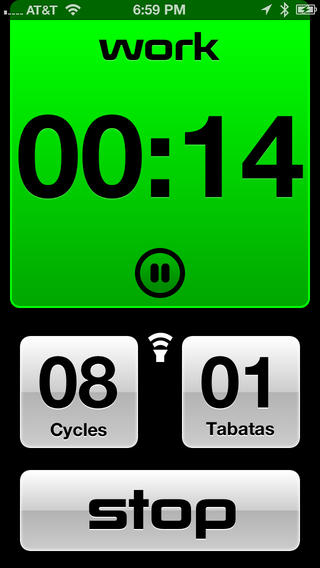 AT&T 6:59 PM
work
00:14
08 01
Cycles Tabatas
stop